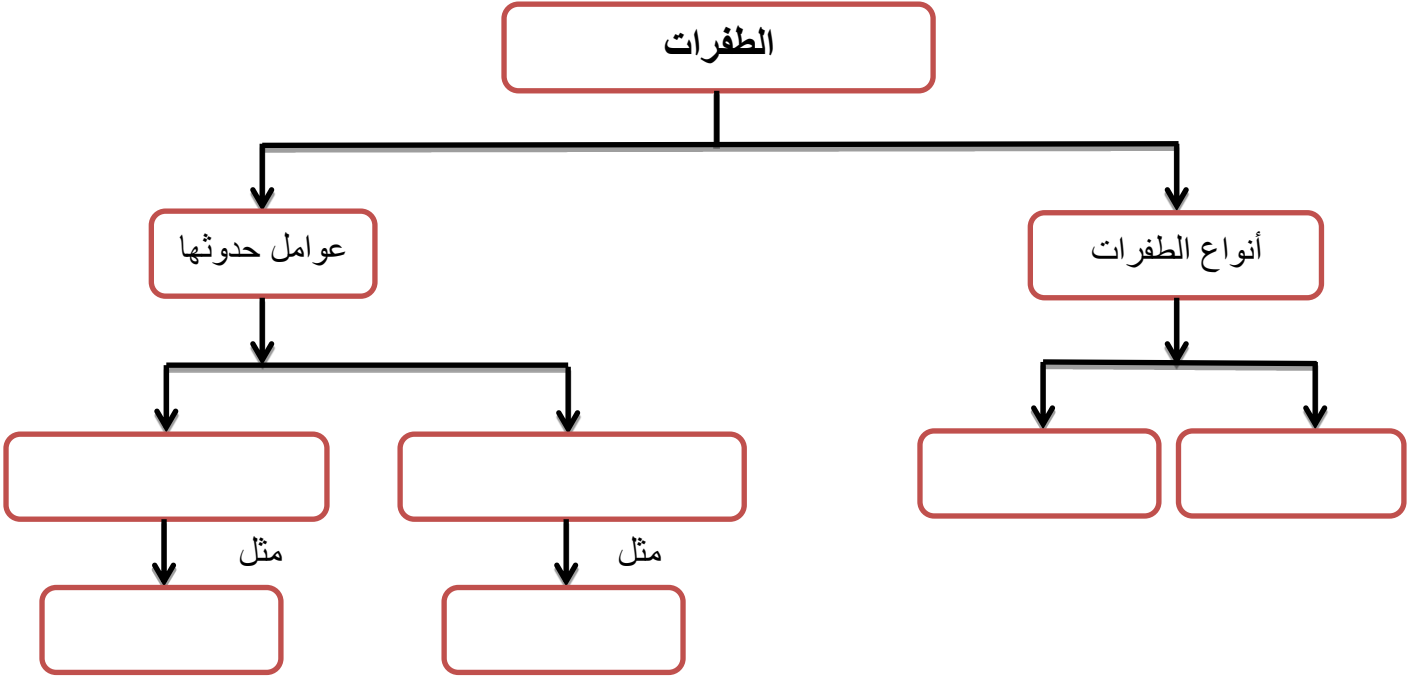 الطفرات
أنواع الطفرات
عوامل حدوثها
مثل
مثل